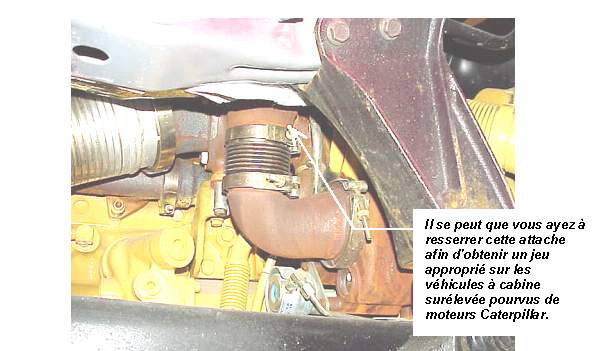 Il se peut que vous ayez à
resserrer cette attache
afin d'obtenir un jeu
approprié sur les
véhicules à cabine
surélevée pourvus de
moteurs Caterpillar.